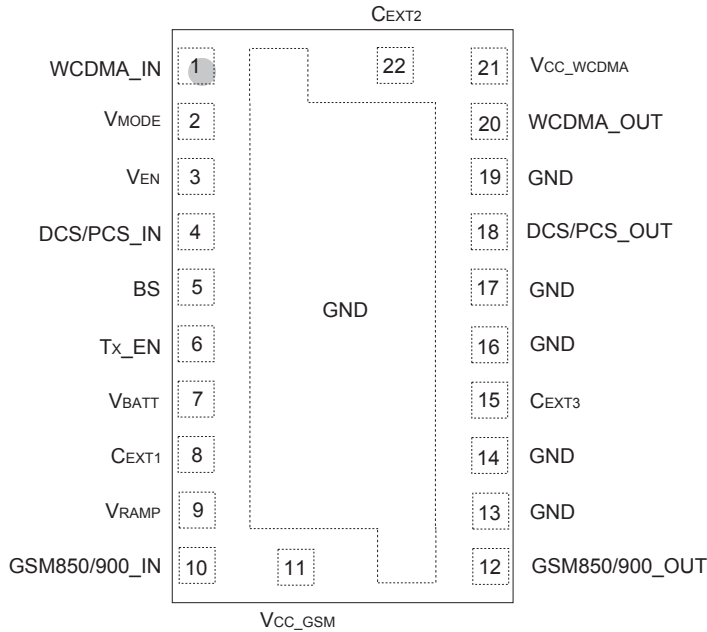 CEXT2
WCDMA_IN 1 22 21 VCC_WCDMA
VMODE 2 20 WCDMA_OUT
VEN 3 19 GND
DCS/PCS_IN 4 18 DCS/PCS_OUT
BS 5 17 GND
GND
TX_EN 6 16 GND
VBATT 7 15 CEXT3
CEXT1 8 14 GND
VRAMP 9 13 GND
GSM850/900_IN 10 11 12 GSM850/900_OUT
VCC_GSM